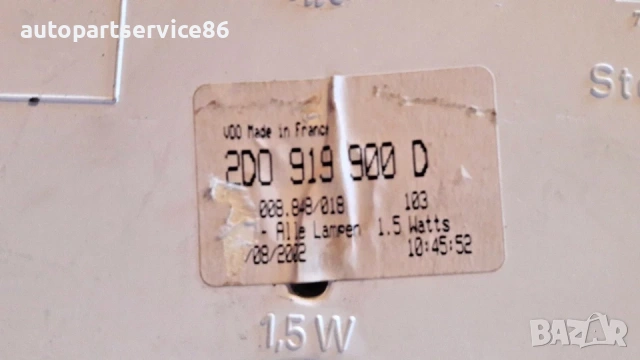 autopartservice86
VDO Made in France
2D0 919 900 D
008.848/018 103
- Alle Lampen 1.5 Watts
/08/2002 10:45:52
1,5W
BAZAR